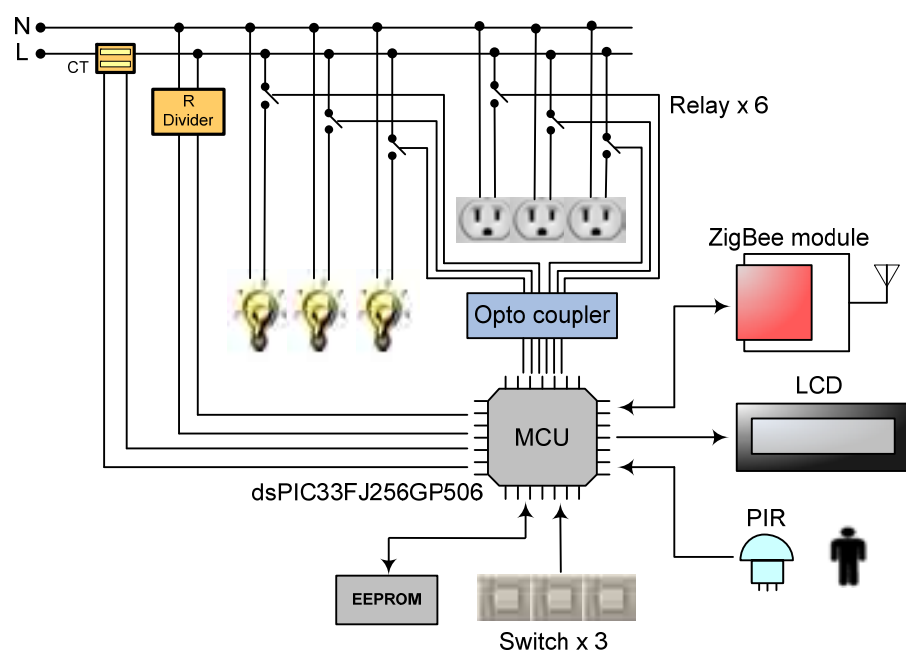 N
L
CT
R
Divider
Relay x 6
ZigBee module
Opto coupler
LCD
MCU
dsPIC33FJ256GP506
PIR
EEPROM
Switch x 3